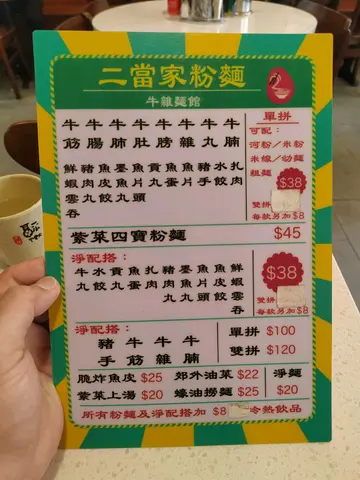 二當家粉麵
牛雜麵館
牛腩
牛丸
牛雜
牛膀
牛肚
牛肺
牛腸
牛筋
扎肉
水餃
豬手
魚片
魚蛋
貢丸
魚片頭
墨魚丸
魚皮餃
豬肉丸
鮮蝦雲吞
單拼
可配:
河粉/米粉
米線/幼麵
粗麵
$38
雙拼
每款另加$8
紫菜四寶粉麵 $45
淨配搭:
鮮蝦雲吞
魚皮餃
魚片頭
墨魚丸
豬肉丸
扎肉
魚蛋
貢丸
水餃
牛丸
$38
雙拼
每款另加$8
淨配搭:
牛腩
牛雜
牛筋
豬手
單拼 $100
雙拼 $120
脆炸魚皮 $25 郊外油菜 $22 淨麵
紫菜上湯 $20 蠔油撈麵 $25 $20
所有粉麵及淨配搭加 $8 冷熱飲品